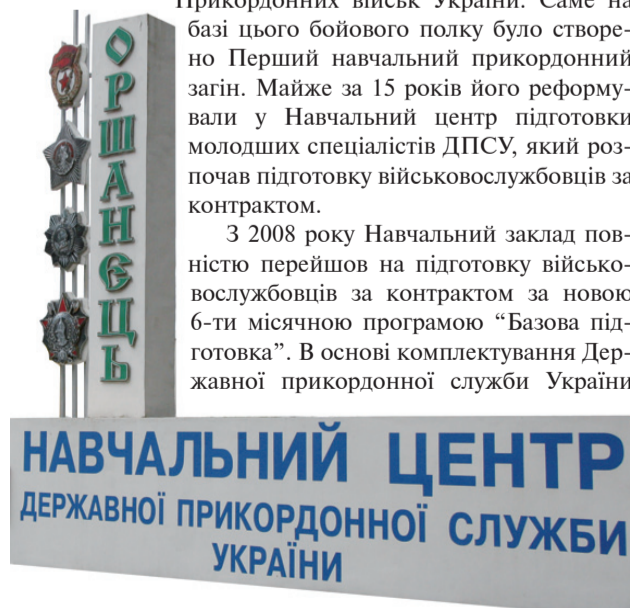 Прикордонних військ України. Саме на
базі цього бойового полку було створе-
но Перший навчальний прикордонний
загін. Майже за 15 років його реформу-
вали у Навчальний центр підготовки
молодших спеціалістів ДПСУ, який роз-
почав підготовку військовослужбовців за
контрактом.
З 2008 року Навчальний заклад пов-
ністю перейшов на підготовку військо-
вослужбовців за контрактом за новою
6-ти місячною програмою “Базова під-
готовка”. В основі комплектування Дер-
жавної прикордонної служби України
ОРШАНЕЦЬ
НАВЧАЛЬНИЙ ЦЕНТР
ДЕРЖАВНОЇ ПРИКОРДОННОЇ СЛУЖБИ
УКРАЇНИ